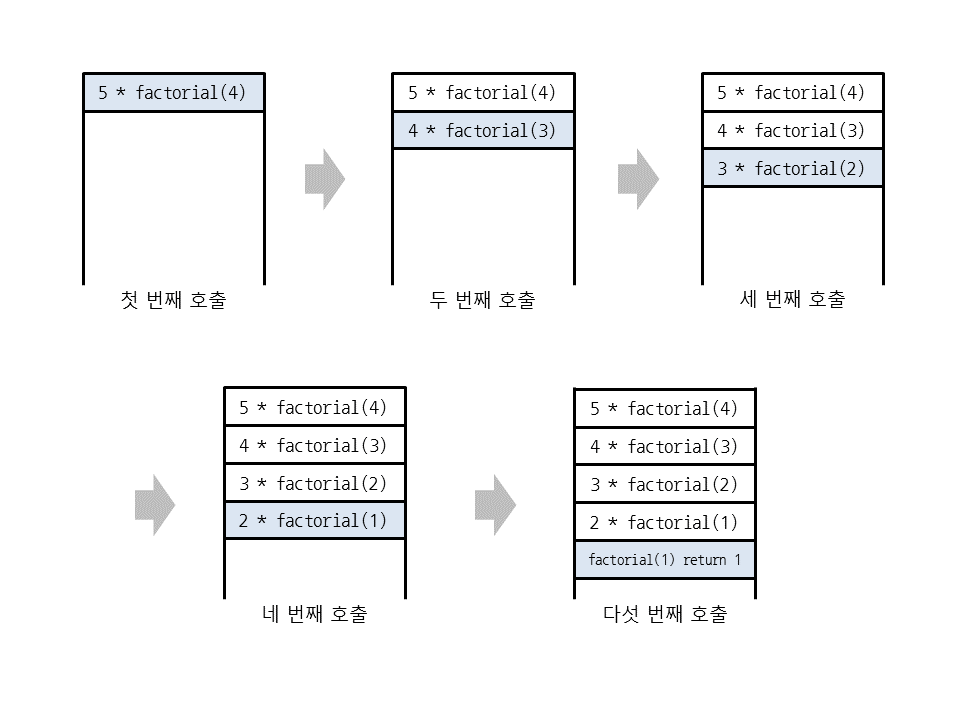 5 * factorial(4)
첫 번째 호출
5 * factorial(4)
4 * factorial(3)
두 번째 호출
5 * factorial(4)
4 * factorial(3)
3 * factorial(2)
세 번째 호출
5 * factorial(4)
4 * factorial(3)
3 * factorial(2)
2 * factorial(1)
네 번째 호출
5 * factorial(4)
4 * factorial(3)
3 * factorial(2)
2 * factorial(1)
factorial(1) return 1
다섯 번째 호출